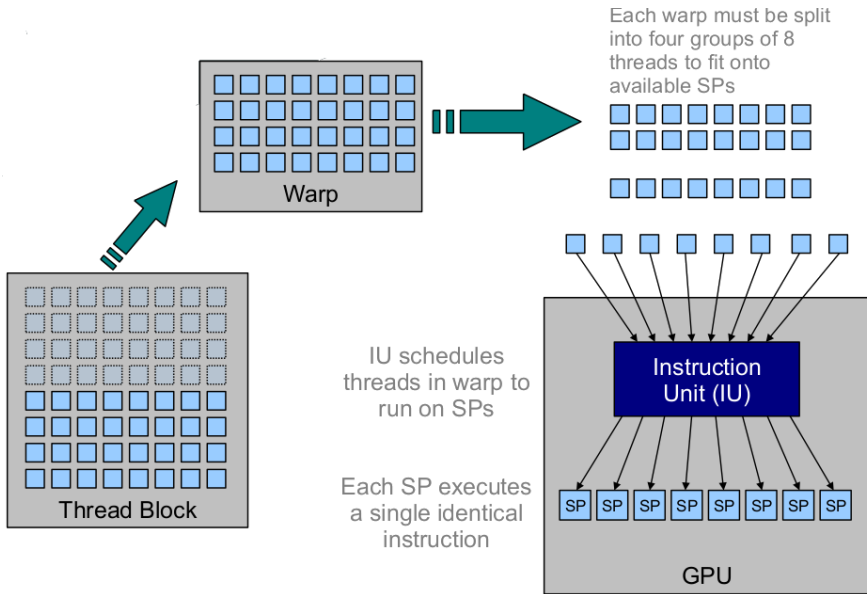 Each warp must be split
into four groups of 8
threads to fit onto
available SPs
Warp
IU schedules
threads in warp to
run on SPs
Instruction
Unit (IU)
Each SP executes
a single identical
instruction
SP SP SP SP SP SP SP SP
Thread Block
GPU